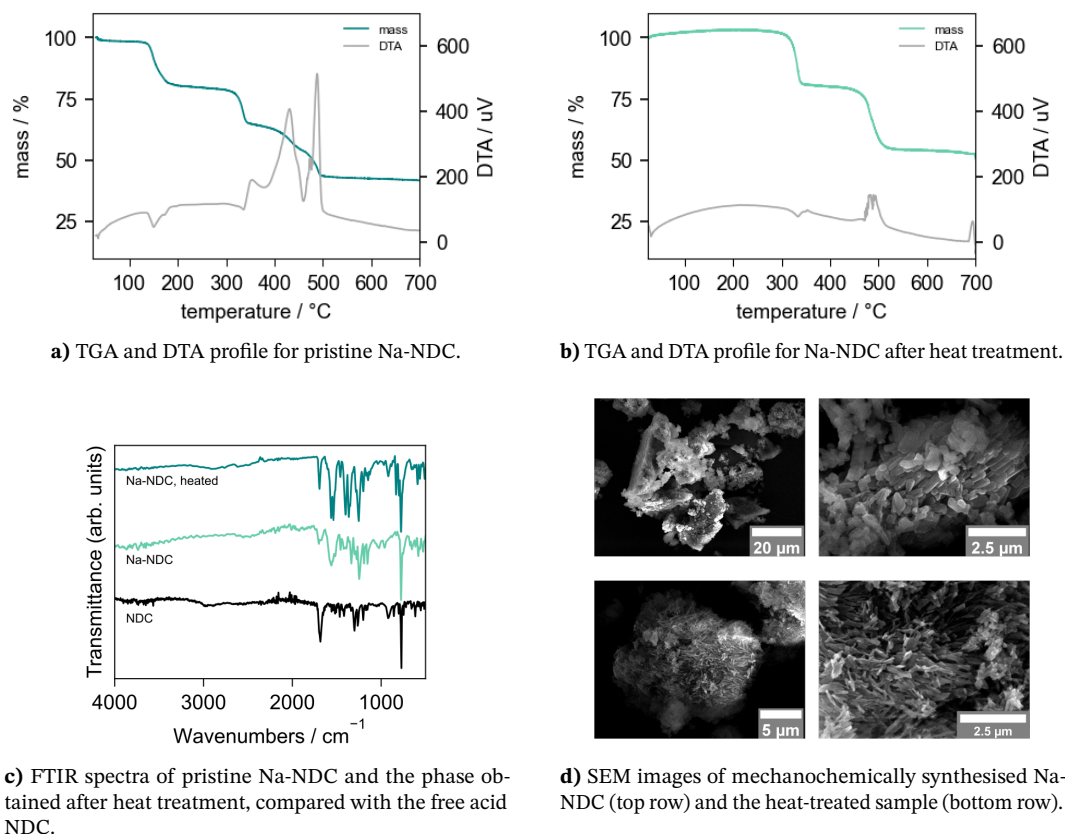 mass
DTA
100
75
50
25
mass / %
600
400
200
0
DTA / uV
100 200 300 400 500 600 700
temperature / °C
a) TGA and DTA profile for pristine Na-NDC.
mass
DTA
100
75
50
25
mass / %
600
400
200
0
DTA / uV
100 200 300 400 500 600 700
temperature / °C
b) TGA and DTA profile for Na-NDC after heat treatment.
Transmittance (arb. units)
Na-NDC, heated
Na-NDC
NDC
4000 3000 2000 1000
Wavenumbers / cm⁻¹
c) FTIR spectra of pristine Na-NDC and the phase ob-
tained after heat treatment, compared with the free acid
NDC.
20 µm
2.5 µm
5 µm
2.5 µm
d) SEM images of mechanochemically synthesised Na-
NDC (top row) and the heat-treated sample (bottom row).